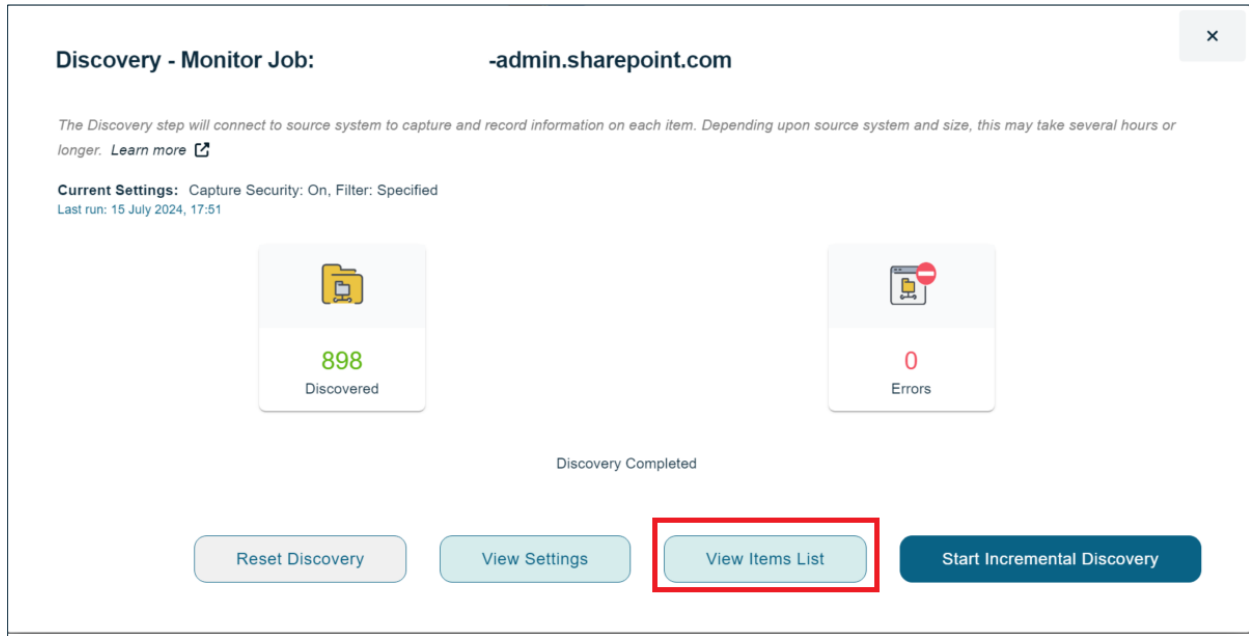 ×
Discovery - Monitor Job: -admin.sharepoint.com
The Discovery step will connect to source system to capture and record information on each item. Depending upon source system and size, this may take several hours or
longer. Learn more
Current Settings: Capture Security: On, Filter: Specified
Last run: 15 July 2024, 17:51
898
Discovered
0
Errors
Discovery Completed
Reset Discovery
View Settings
View Items List
Start Incremental Discovery